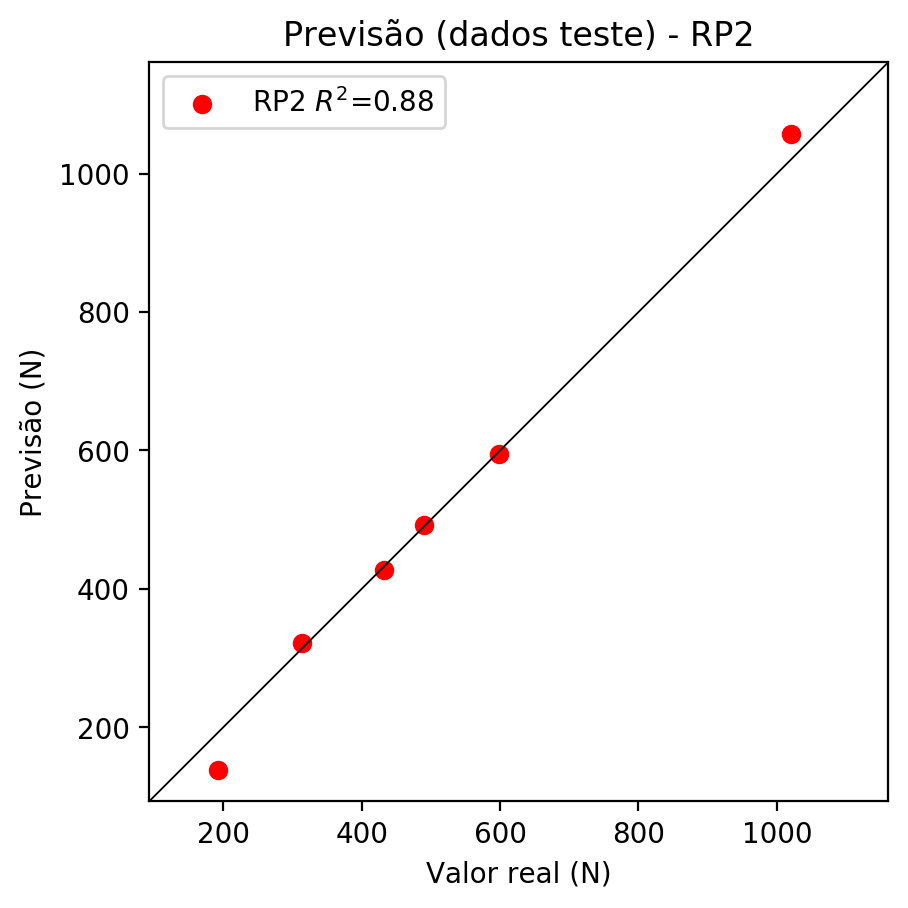 Previsão (dados teste) - RP2
RP2 R²=0.88
Previsão (N)
1000
800
600
400
200
200 400 600 800 1000
Valor real (N)